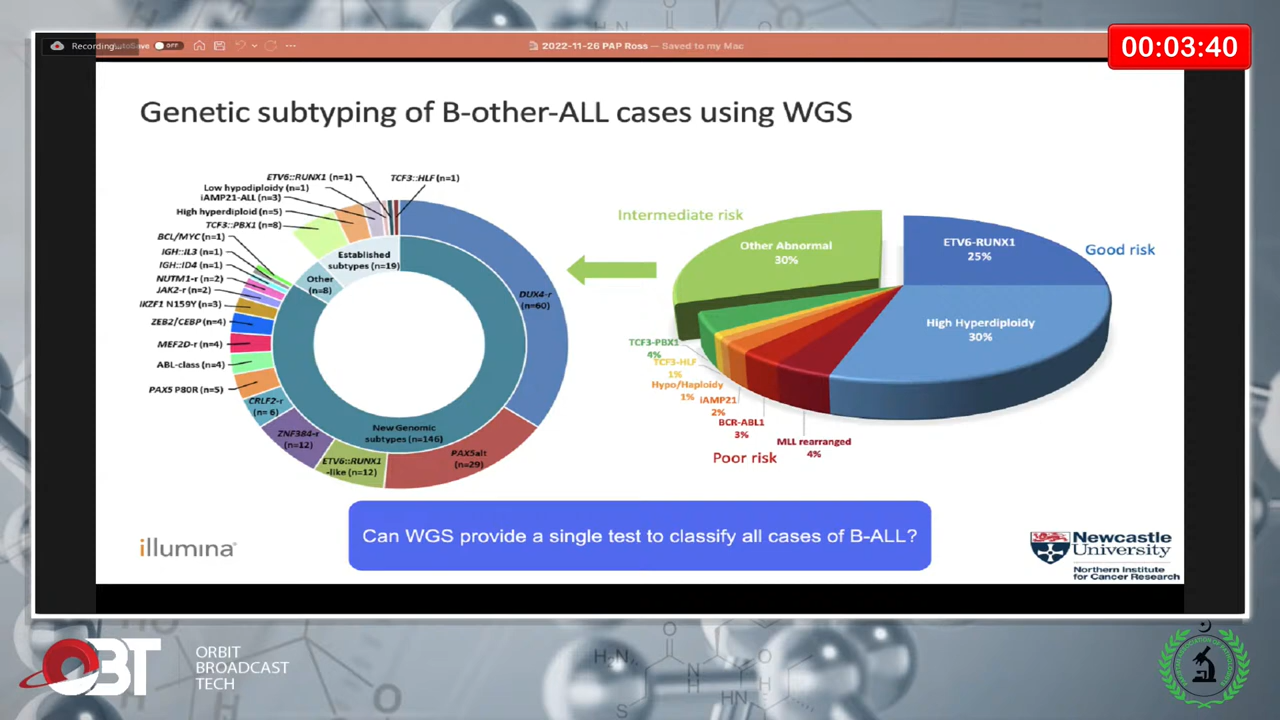 Recording...
AutoSave
OFF
2022-11-26 PAP Ross — Saved to my Mac
00:03:40
Genetic subtyping of B-other-ALL cases using WGS
ETV6::RUNX1 (n=1)
TCF3::HLF (n=1)
Low hypodiploidy (n=1)
iAMP21-ALL (n=3)
High hyperdiploid (n=5)
TCF3::PBX1 (n=8)
BCL/MYC (n=1)
IGH::IL3 (n=1)
IGH::ID4 (n=1)
NUTM1-r (n=2)
JAK2-r (n=2)
IKZF1 N159Y (n=3)
ZEB2/CEBP (n=4)
MEF2D-r (n=4)
ABL-class (n=4)
PAX5 P80R (n=5)
CRLF2-r
(n= 6)
ZNF384-r
(n=12)
ETV6::RUNX1
-like (n=12)
PAX5alt
(n=29)
DUX4-r
(n=60)
Established
subtypes (n=19)
Other
(n=8)
New Genomic
subtypes (n=146)
Intermediate risk
Other Abnormal
30%
ETV6-RUNX1
25%
Good risk
High Hyperdiploidy
30%
TCF3-PBX1
4%
TCF3-HLF
1%
Hypo/Haploidy
1%
iAMP21
2%
BCR-ABL1
3%
MLL rearranged
4%
Poor risk
Can WGS provide a single test to classify all cases of B-ALL?
illumina®
Newcastle
University
Northern Institute
for Cancer Research
OBT
ORBIT
BROADCAST
TECH